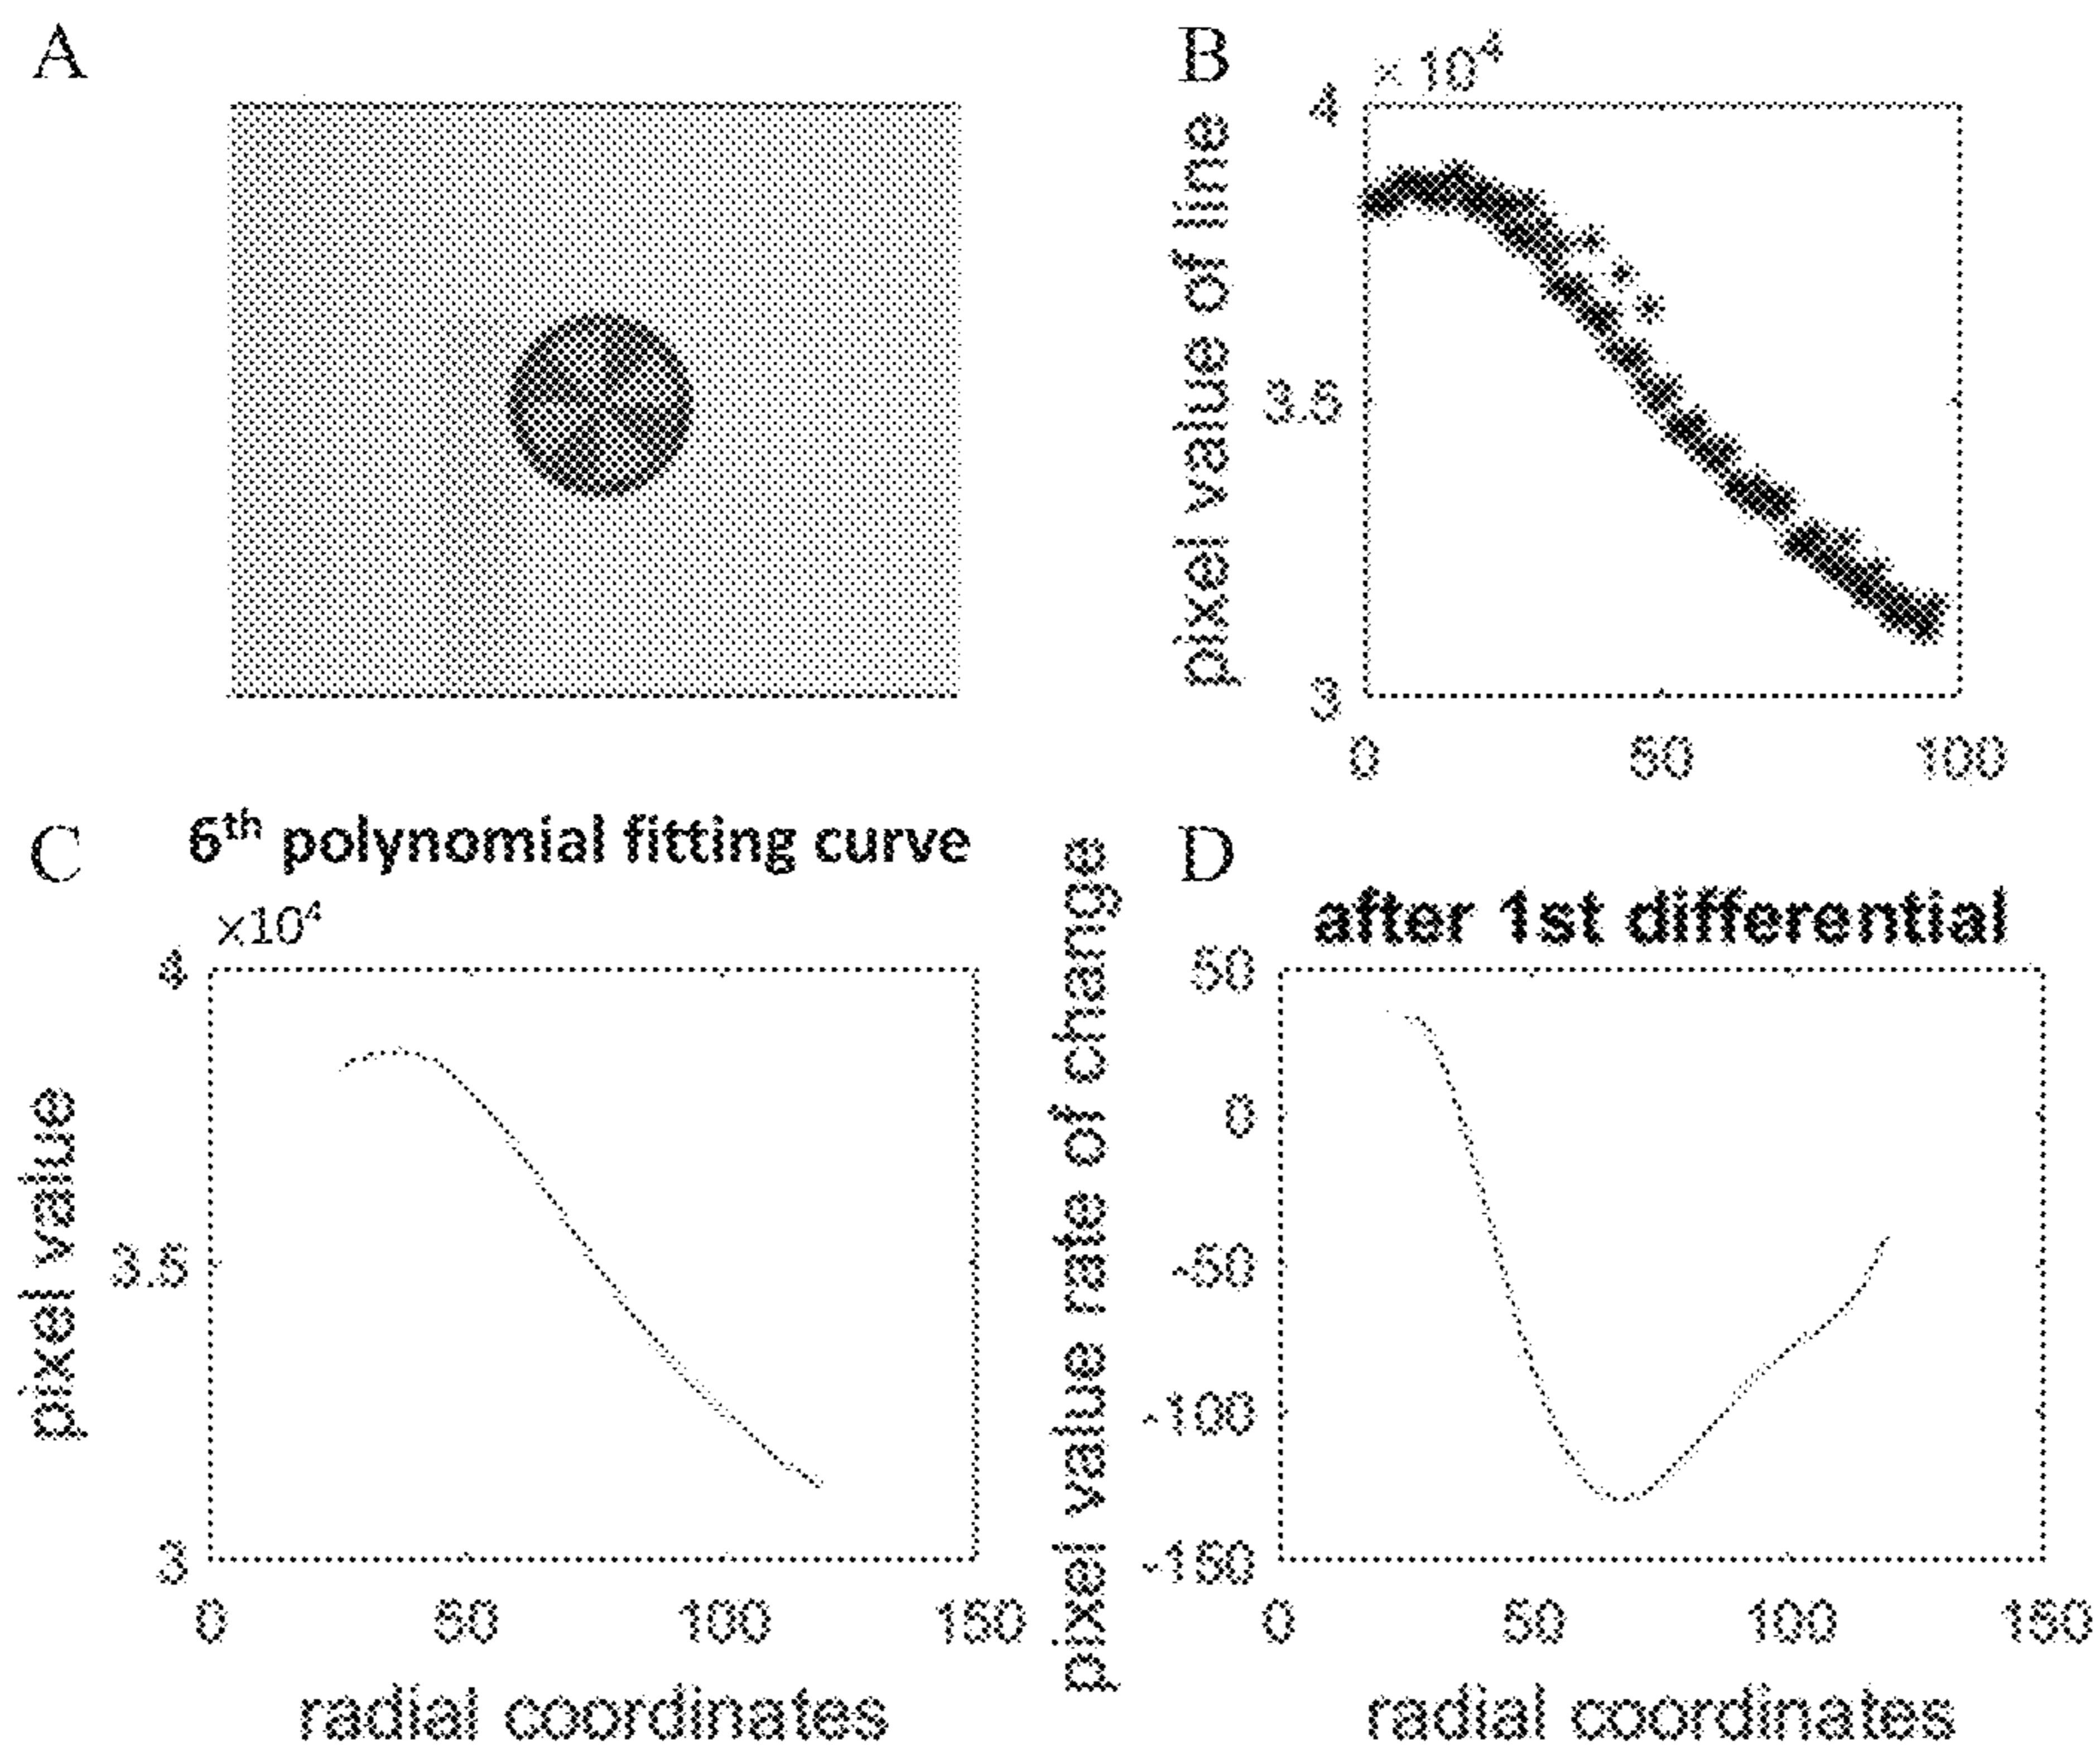 A
B
× 10⁴
4
3.5
3
pixel value of line
0 50 100
C
6th polynomial fitting curve
×10⁴
4
3.5
3
pixel value
0 50 100 150
radial coordinates
D
after 1st differential
50
0
-50
-100
-150
pixel value rate of change
0 50 100 150
radial coordinates